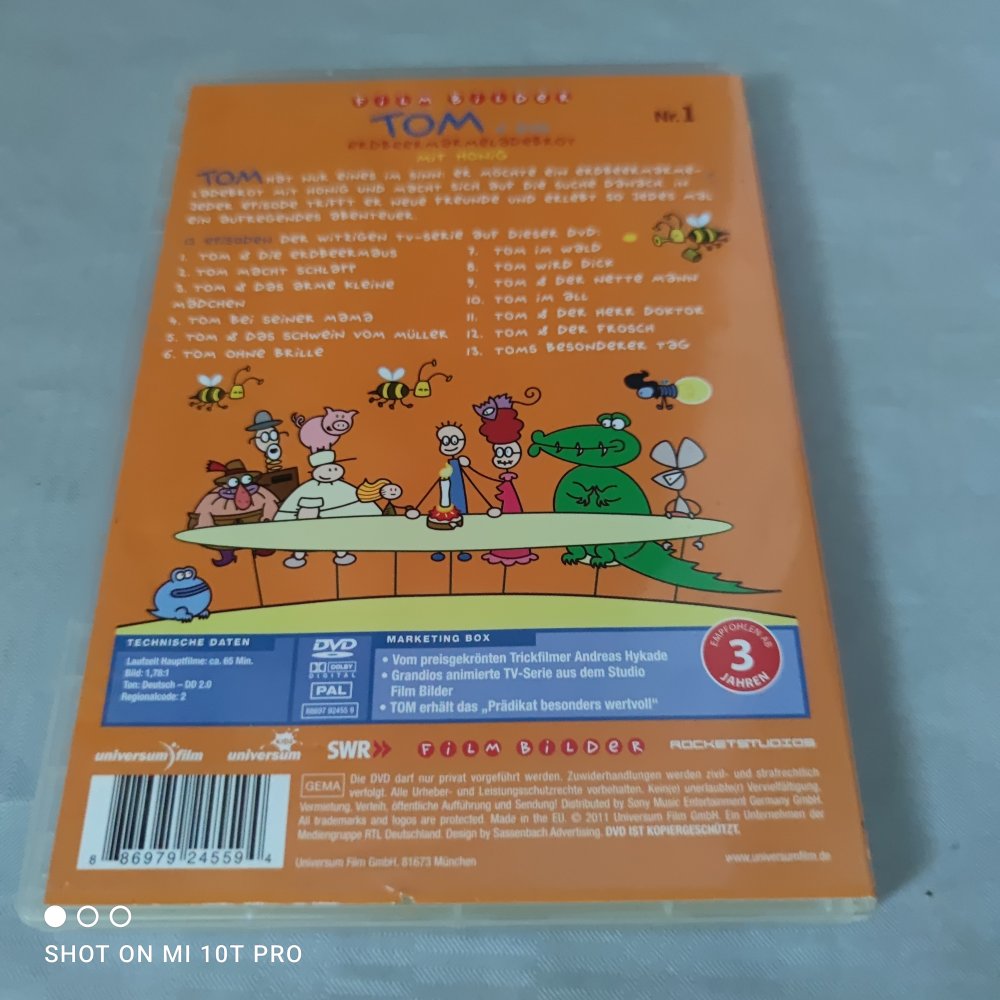 FILM BILDER
TOM & DAS
ERDBEERMARMELADEBROT
MIT HONIG
Nr. 1
TOM HAT NUR EINES IM SINN: ER MÖCHTE EIN ERDBEERMARME-
LADEBROT MIT HONIG UND MACHT SICH AUF DIE SUCHE DANACH. IN
JEDER EPISODE TRIFFT ER NEUE FREUNDE UND ERLEBT SO JEDES MAL
EIN AUFREGENDES ABENTEUER.
13 EPISODEN DER WITZIGEN TV-SERIE AUF DIESER DVD:
1. TOM & DIE ERDBEERMAUS
2. TOM MACHT SCHLAPP
3. TOM & DAS ARME KLEINE
MÄDCHEN
4. TOM BEI SEINER MAMA
5. TOM & DAS SCHWEIN VOM MÜLLER
6. TOM OHNE BRILLE
7. TOM IM WALD
8. TOM WIRD DICK
9. TOM & DER NETTE MANN
10. TOM IM ALL
11. TOM & DER HERR DOKTOR
12. TOM & DER FROSCH
13. TOMS BESONDERER TAG
TECHNISCHE DATEN
Laufzeit Hauptfilme: ca. 65 Min.
Bild: 1,78:1
Ton: Deutsch – DD 2.0
Regionalcode: 2
DVD
DOLBY
DIGITAL
PAL
88697 92455 9
MARKETING BOX
• Vom preisgekrönten Trickfilmer Andreas Hykade
• Grandios animierte TV-Serie aus dem Studio
Film Bilder
• TOM erhält das „Prädikat besonders wertvoll"
EMPFOHLEN AB
3
JAHREN
universum film
universum kids
SWR
FILM BILDER
ROCKETSTUDIOS
GEMA
Die DVD darf nur privat vorgeführt werden. Zuwiderhandlungen werden zivil- und strafrechtlich
verfolgt. Alle Urheber- und Leistungsschutzrechte vorbehalten. Kein(e) unerlaubte(r) Vervielfältigung,
Vermietung, Verleih, öffentliche Aufführung und Sendung! Distributed by Sony Music Entertainment Germany GmbH.
All trademarks and logos are protected. Made in the EU. © 2011 Universum Film GmbH. Ein Unternehmen der
Mediengruppe RTL Deutschland. Design by Sassenbach Advertising. DVD IST KOPIERGESCHÜTZT.
8 86979 24559 4
Universum Film GmbH, 81673 München
www.universumfilm.de
SHOT ON MI 10T PRO